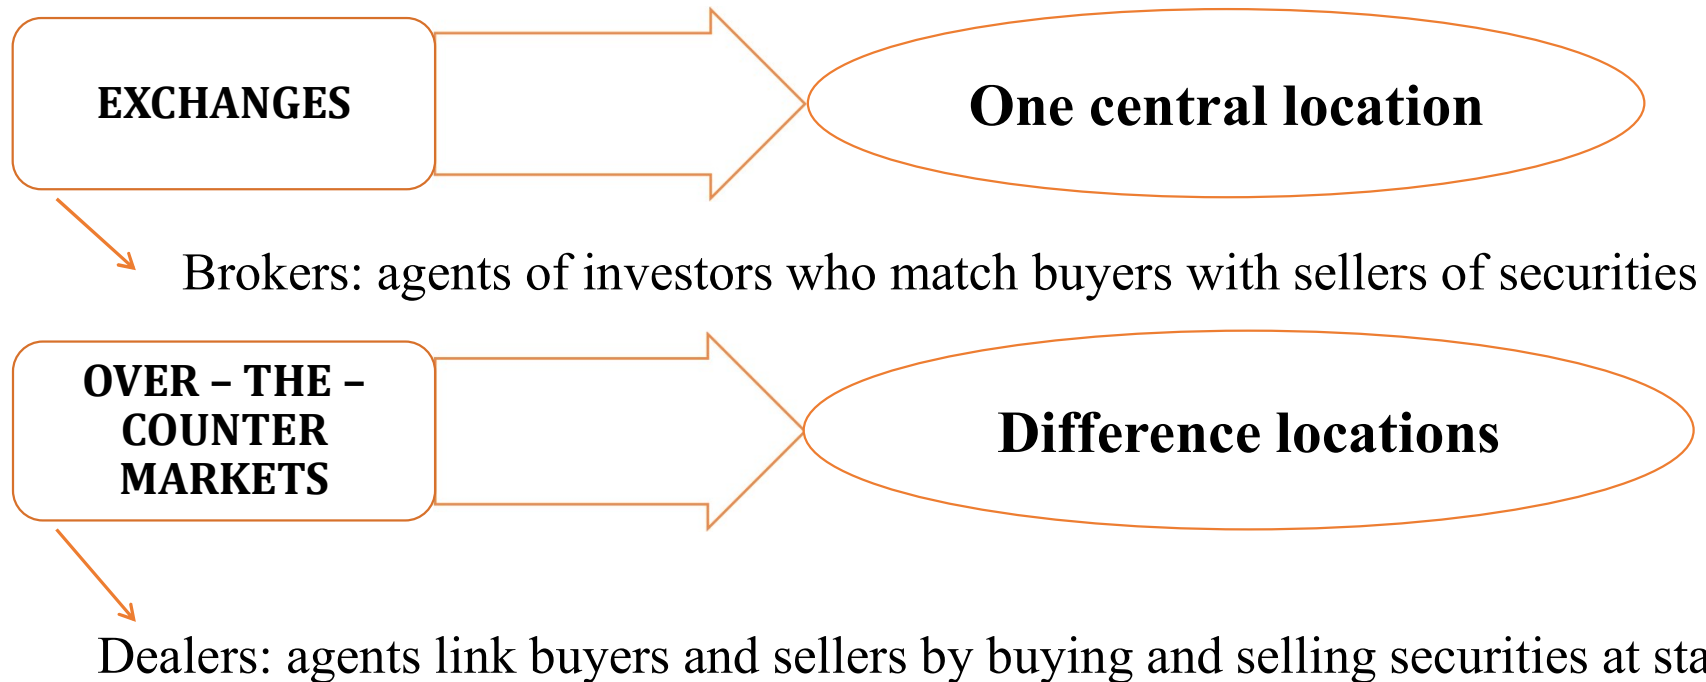 EXCHANGES
One central location
Brokers: agents of investors who match buyers with sellers of securities
OVER – THE –
COUNTER
MARKETS
Difference locations
Dealers: agents link buyers and sellers by buying and selling securities at